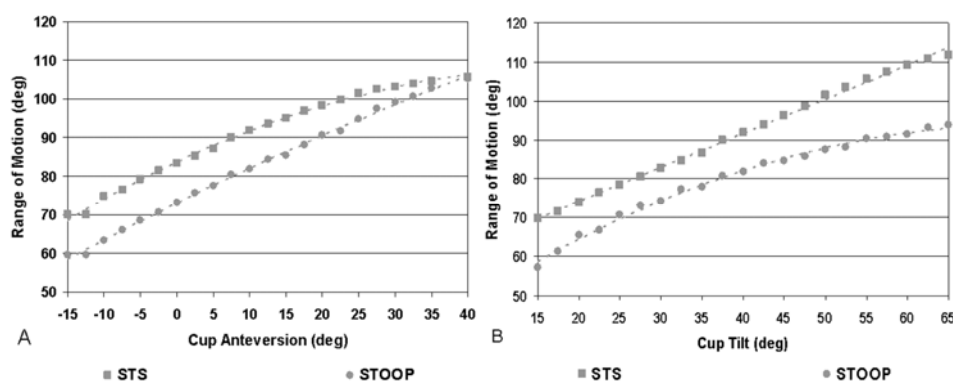 120
110
100
90
80
70
60
50
Range of Motion (deg)
-15 -10 -5 0 5 10 15 20 25 30 35 40
A
Cup Anteversion (deg)
STS STOOP
120
110
100
90
80
70
60
50
Range of Motion (deg)
15 20 25 30 35 40 45 50 55 60 65
B
Cup Tilt (deg)
STS STOOP